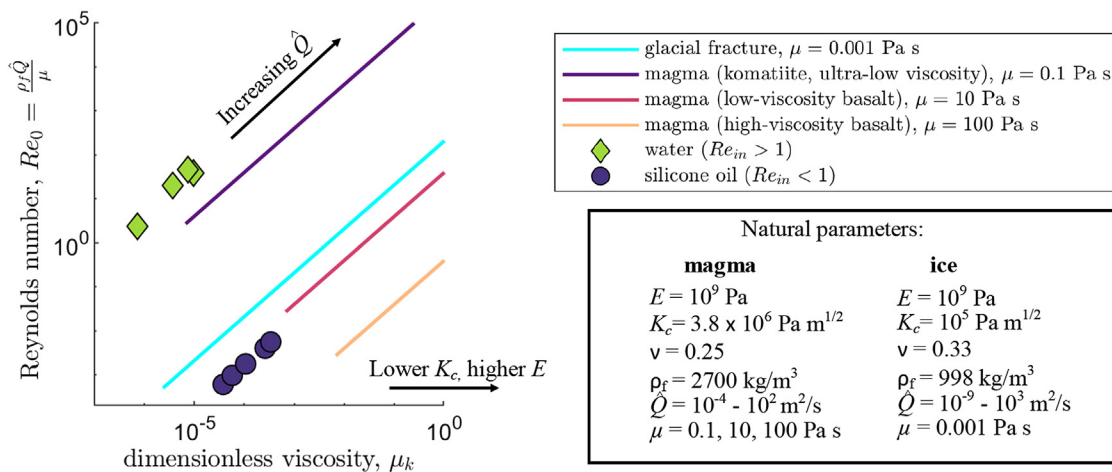 10^5
10^0
Reynolds number, Re_0 = ρ_f Q̂ / μ
Increasing Q̂
Lower K_c, higher E
10^-5
10^0
dimensionless viscosity, μ_k
glacial fracture, μ = 0.001 Pa s
magma (komatiite, ultra-low viscosity), μ = 0.1 Pa s
magma (low-viscosity basalt), μ = 10 Pa s
magma (high-viscosity basalt), μ = 100 Pa s
water (Re_in > 1)
silicone oil (Re_in < 1)
Natural parameters:
magma
E = 10^9 Pa
K_c = 3.8 x 10^6 Pa m^1/2
ν = 0.25
ρ_f = 2700 kg/m^3
Q̂ = 10^-4 - 10^2 m^2/s
μ = 0.1, 10, 100 Pa s
ice
E = 10^9 Pa
K_c = 10^5 Pa m^1/2
ν = 0.33
ρ_f = 998 kg/m^3
Q̂ = 10^-9 - 10^3 m^2/s
μ = 0.001 Pa s